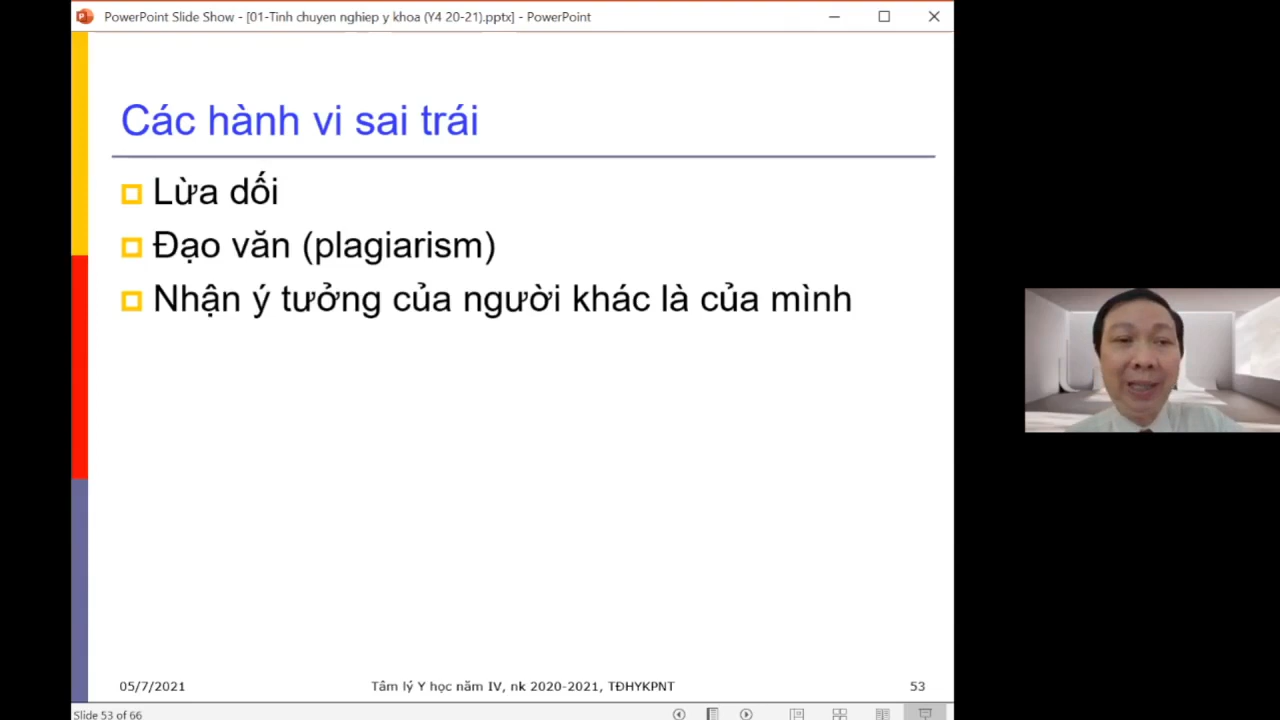 PowerPoint Slide Show - [01-Tinh chuyen nghiep y khoa (Y4 20-21).pptx] - PowerPoint
Các hành vi sai trái
Lừa dối
Đạo văn (plagiarism)
Nhận ý tưởng của người khác là của mình
05/7/2021 Tâm lý Y học năm IV, nk 2020-2021, TĐHYKPNT 53
Slide 53 of 66